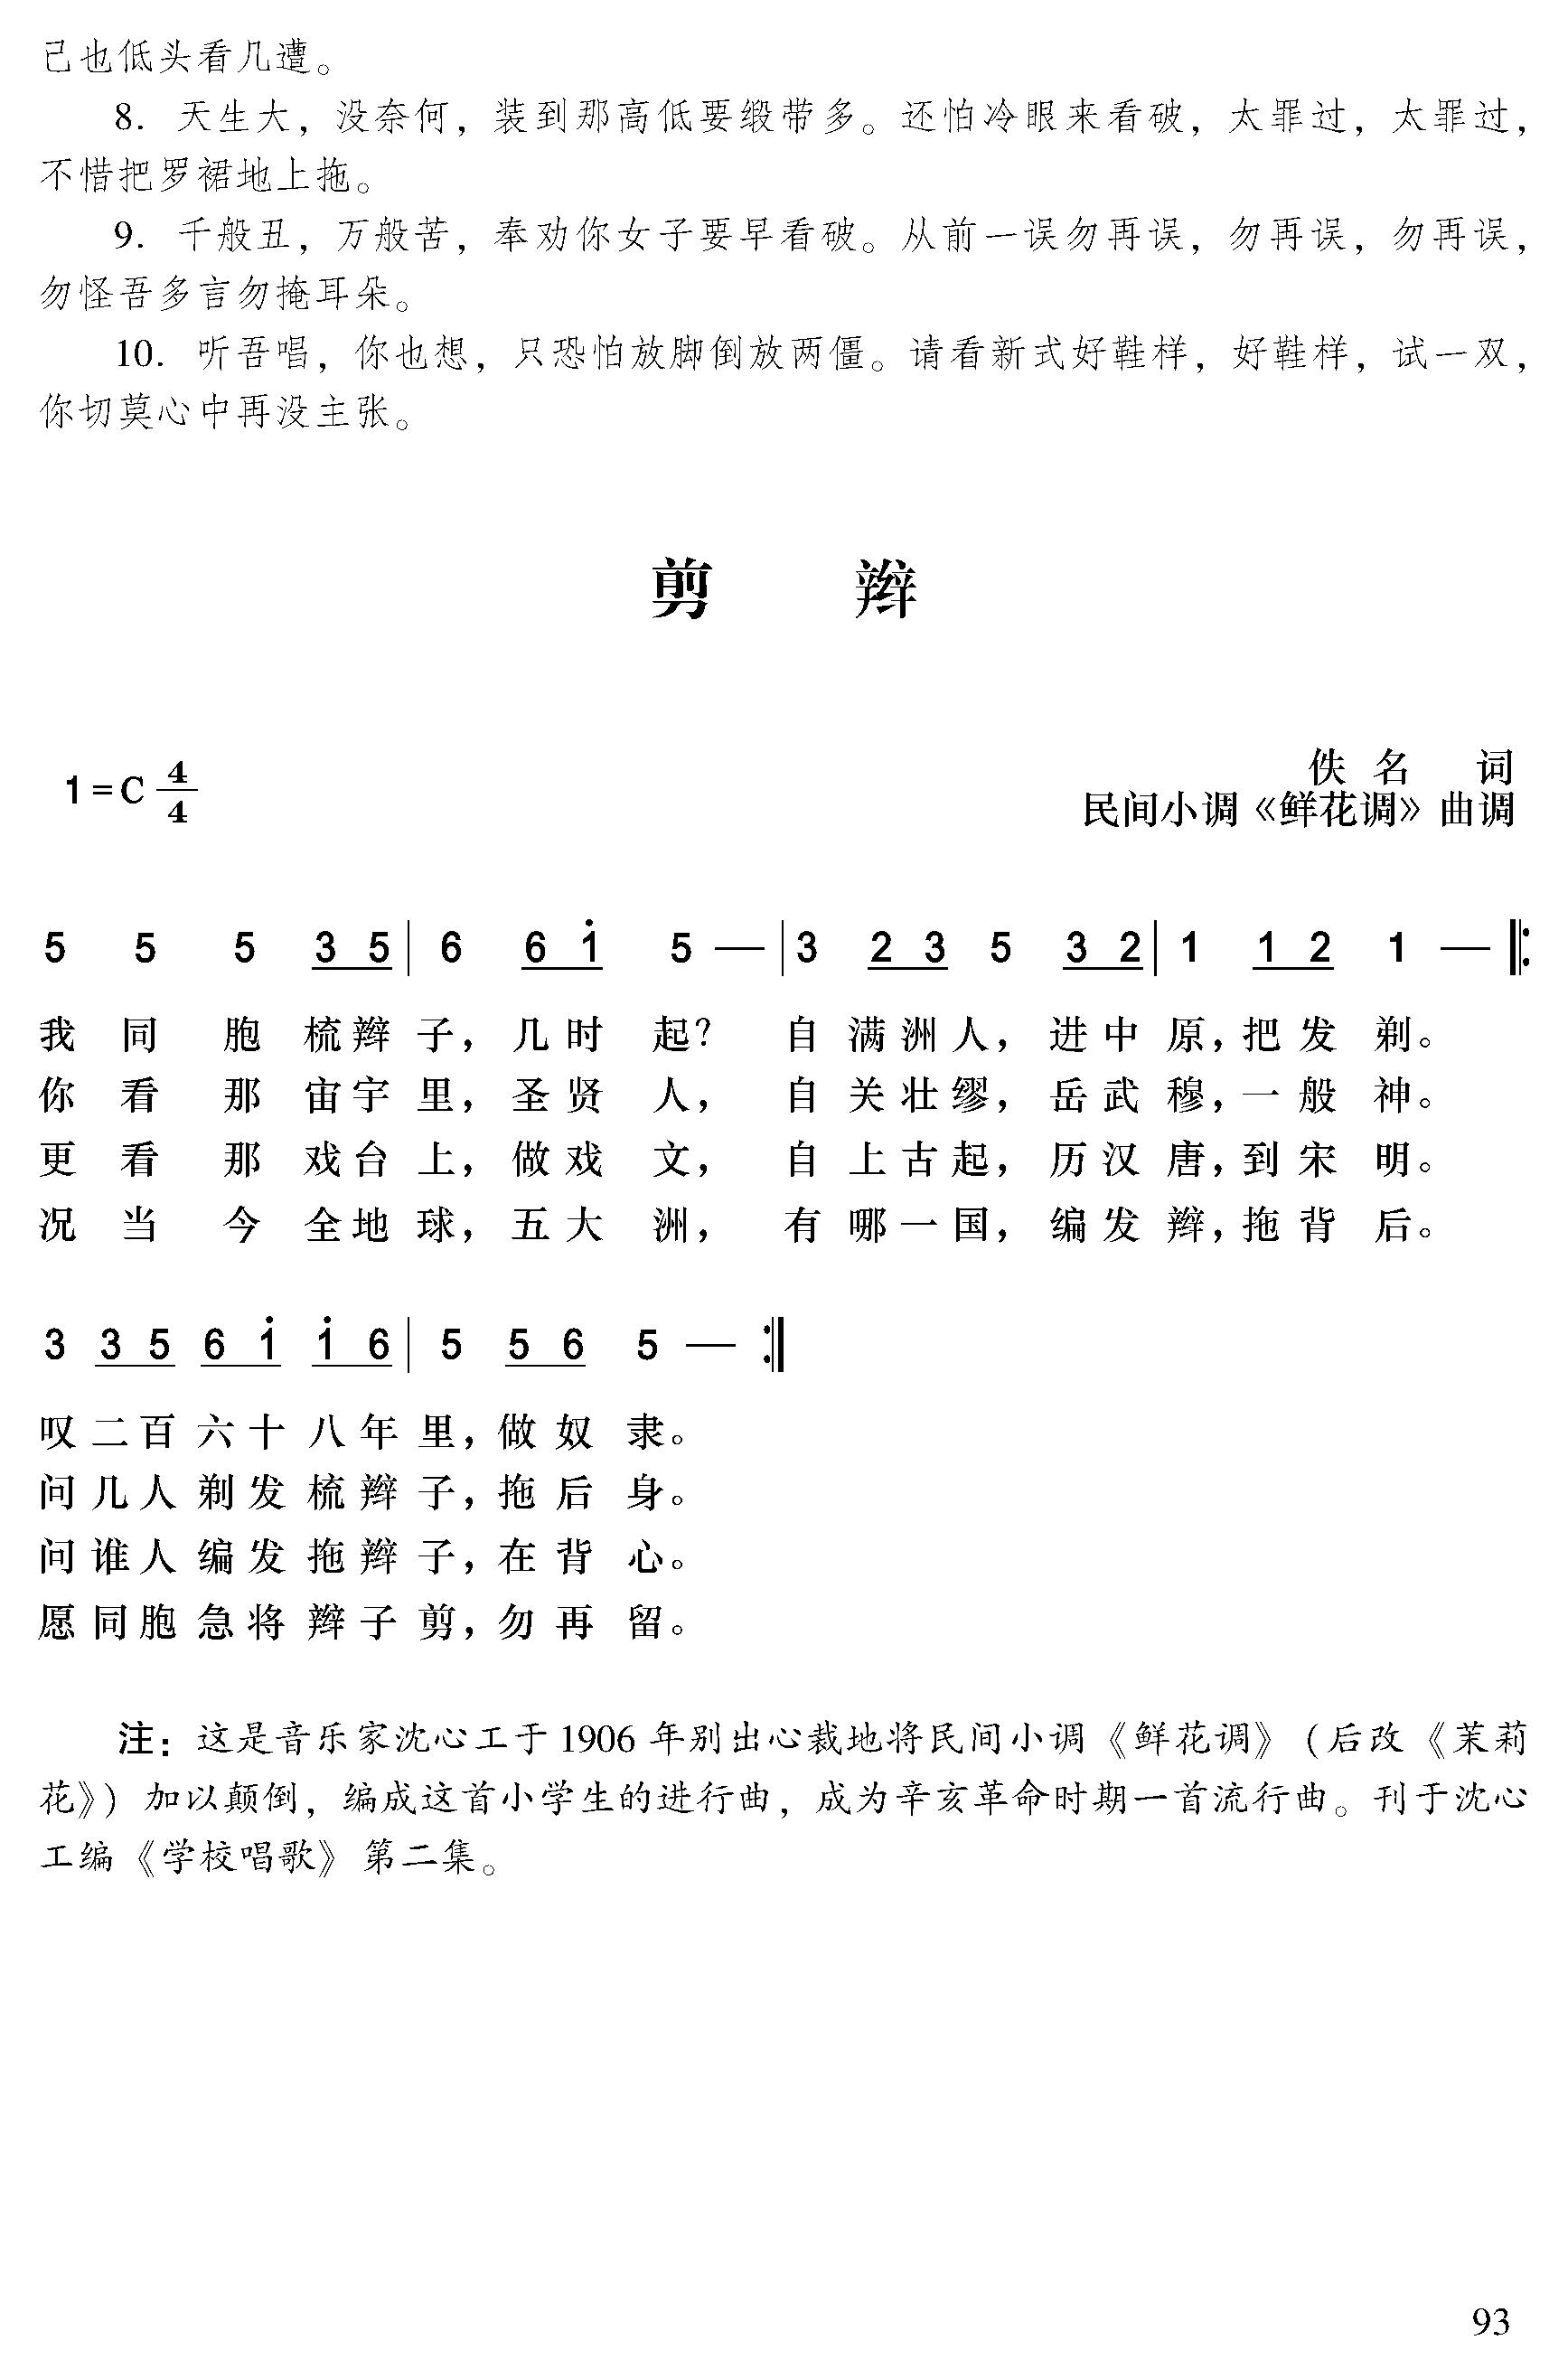 己也低头看几遭。
8． 天生大，没奈何，装到那高低要缎带多。还怕冷眼来看破，太罪过，太罪过，
不惜把罗裙地上拖。
9． 千般丑，万般苦，奉劝你女子要早看破。从前一误勿再误，勿再误，勿再误，
勿怪吾多言勿掩耳朵。
10． 听吾唱，你也想，只恐怕放脚倒放两僵。请看新式好鞋样，好鞋样，试一双，
你切莫心中再没主张。
剪 辫
1=C 4/4
佚 名 词
民间小调《鲜花调》曲调
5 5 5 3 5 | 6 6 i 5 — | 3 2 3 5 3 2 | 1 1 2 1 — ‖:
我 同 胞 梳辫 子，几时 起？ 自 满洲人，进中 原，把发 剃。
你 看 那 宙宇 里，圣贤 人， 自 关壮缪，岳武 穆，一般 神。
更 看 那 戏台 上，做戏 文， 自 上古起，历汉 唐，到宋 明。
况 当 今 全地 球，五大 洲， 有 哪一国，编发 辫，拖背 后。
3 3 5 6 i i 6 | 5 5 6 5 — :‖
叹二百六十八年里，做奴 隶。
问几人剃发梳辫子，拖后 身。
问谁人编发拖辫子，在背 心。
愿同胞急将辫子剪，勿再 留。
注：这是音乐家沈心工于 1906 年别出心裁地将民间小调《鲜花调》（后改《茉莉
花》）加以颠倒，编成这首小学生的进行曲，成为辛亥革命时期一首流行曲。刊于沈心
工编《学校唱歌》第二集。
93